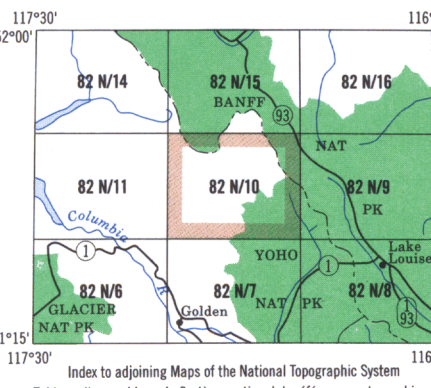 117°30' 116°
52°00'
82 N/14 82 N/15 82 N/16
BANFF
93
NAT
82 N/11 82 N/10 82 N/9
PK
Columbia
1 YOHO 1 Lake
Louise
82 N/6 82 N/7 NAT PK 82 N/8
GLACIER Golden 1
NAT PK R 93
1°15'
117°30' 116°
Index to adjoining Maps of the National Topographic System